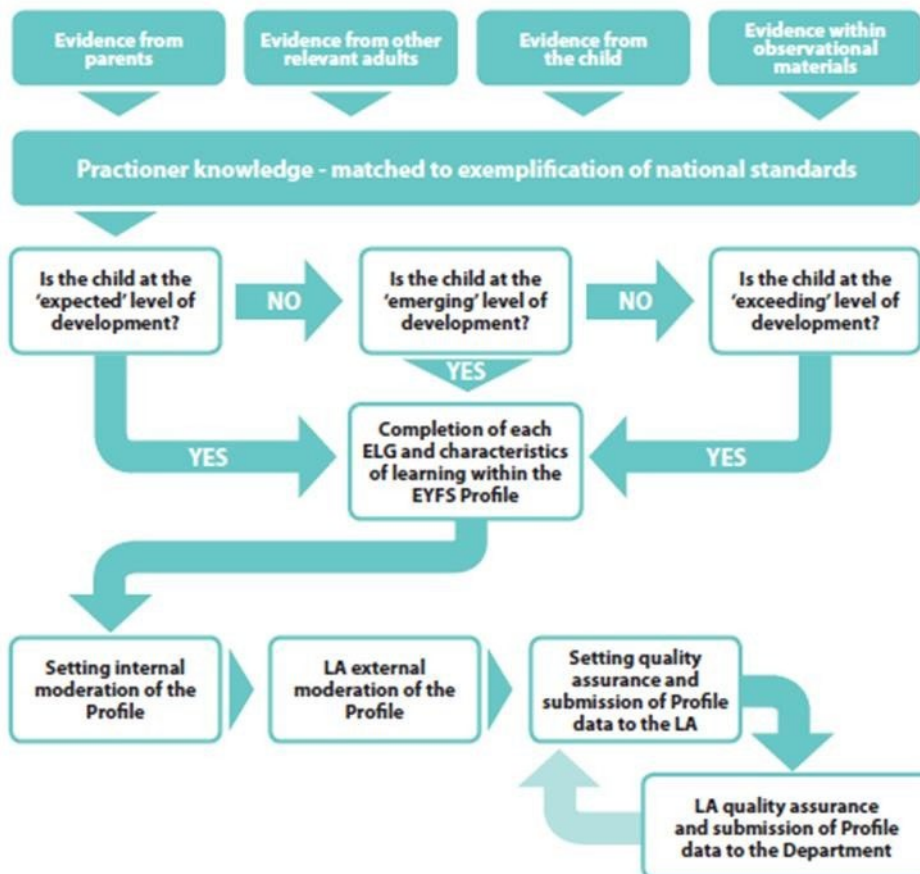 Evidence from
parents
Evidence from other
relevant adults
Evidence from
the child
Evidence within
observational
materials
Practioner knowledge - matched to exemplification of national standards
Is the child at the
‘expected’ level of
development?
NO
Is the child at the
‘emerging’ level of
development?
NO
Is the child at the
‘exceeding’ level of
development?
YES
YES
Completion of each
ELG and characteristics
of learning within the
EYFS Profile
YES
Setting internal
moderation of the
Profile
LA external
moderation of the
Profile
Setting quality
assurance and
submission of Profile
data to the LA
LA quality assurance
and submission of Profile
data to the Department